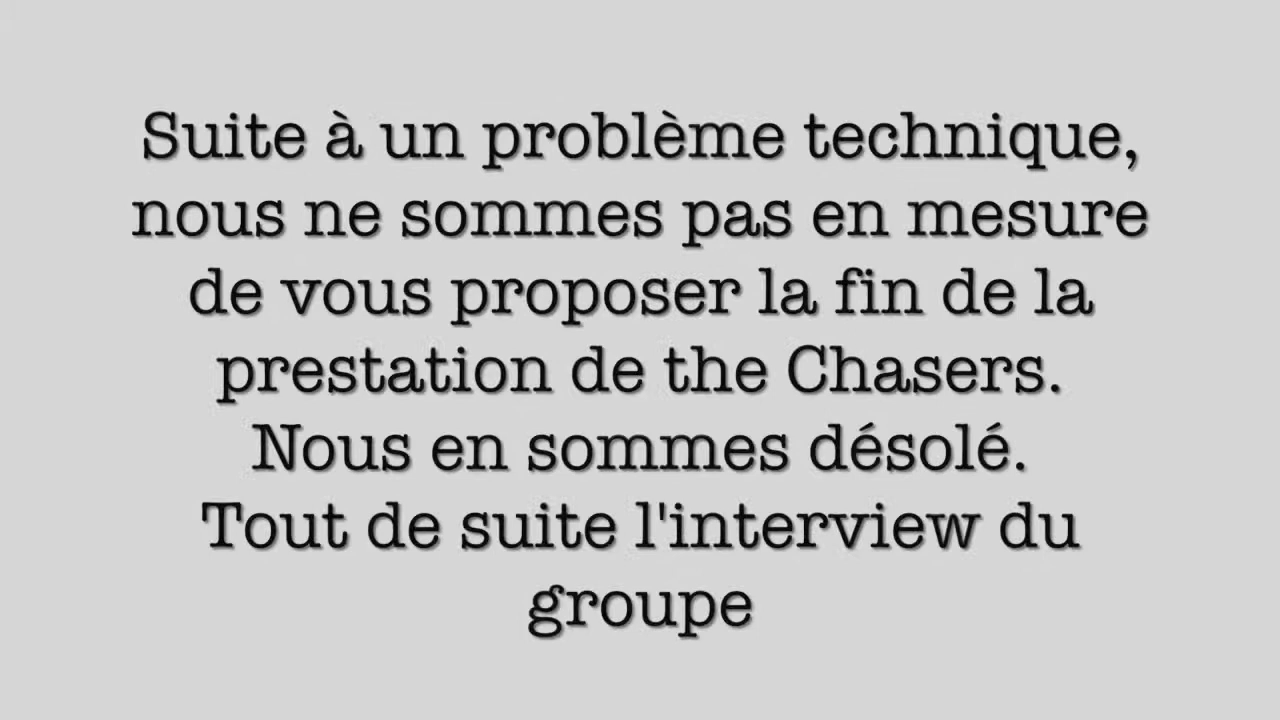 Suite à un problème technique,
nous ne sommes pas en mesure
de vous proposer la fin de la
prestation de the Chasers.
Nous en sommes désolé.
Tout de suite l'interview du
groupe